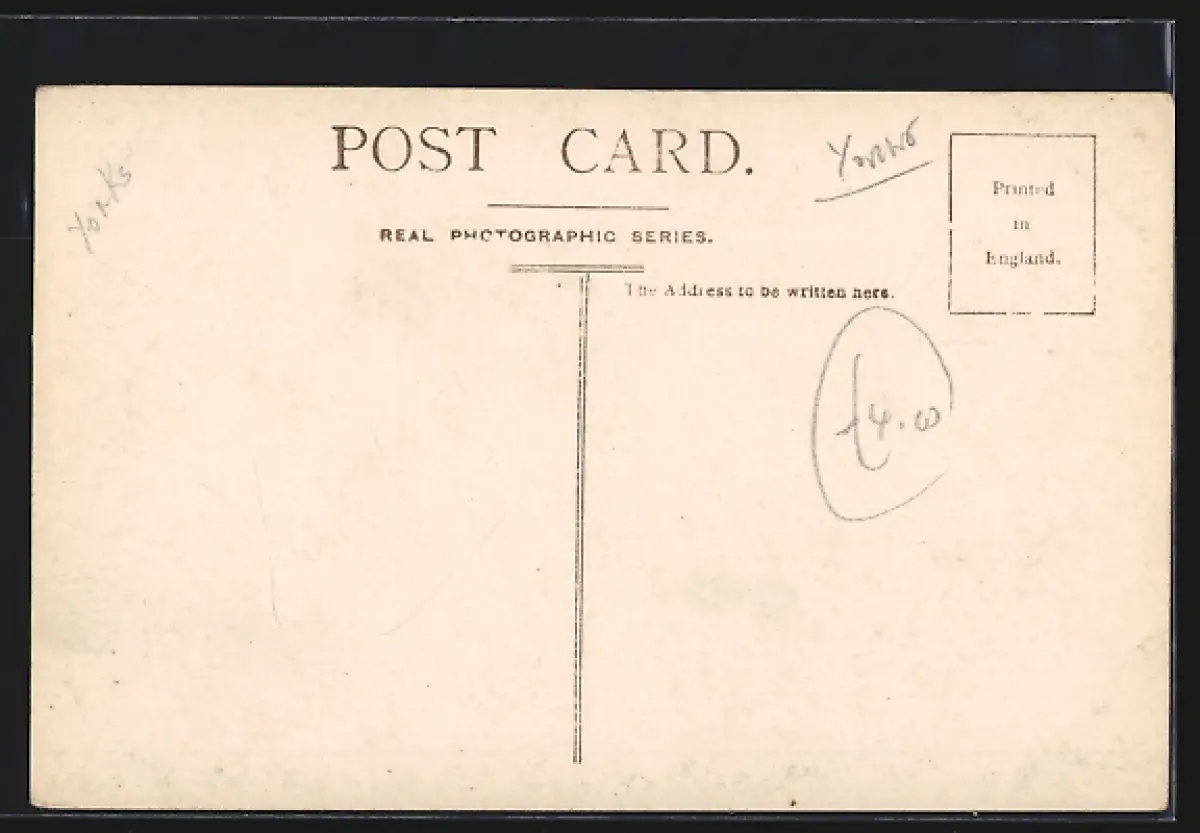 POST CARD.
REAL PHOTOGRAPHIC SERIES.
The Address to be written here.
Printed
in
England.
Yorks
Yorks
£4.00